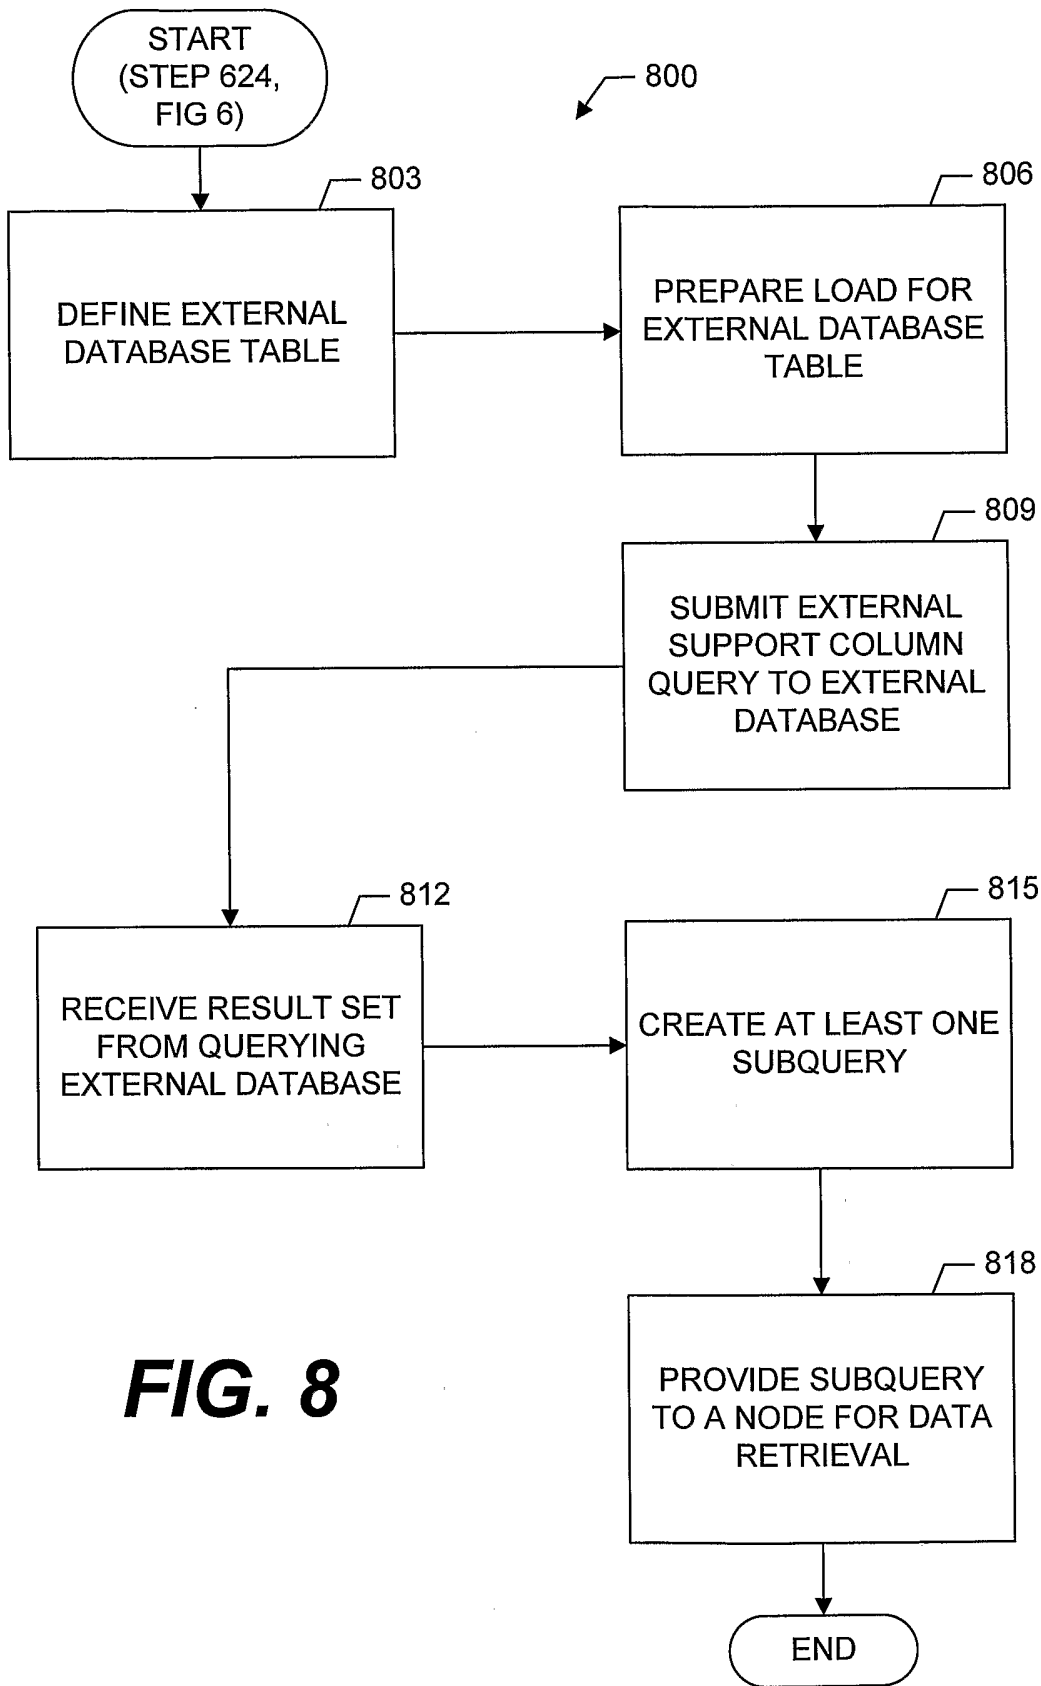 START
(STEP 624,
FIG 6)
800
803
DEFINE EXTERNAL
DATABASE TABLE
806
PREPARE LOAD FOR
EXTERNAL DATABASE
TABLE
809
SUBMIT EXTERNAL
SUPPORT COLUMN
QUERY TO EXTERNAL
DATABASE
812
RECEIVE RESULT SET
FROM QUERYING
EXTERNAL DATABASE
815
CREATE AT LEAST ONE
SUBQUERY
818
PROVIDE SUBQUERY
TO A NODE FOR DATA
RETRIEVAL
FIG. 8
END